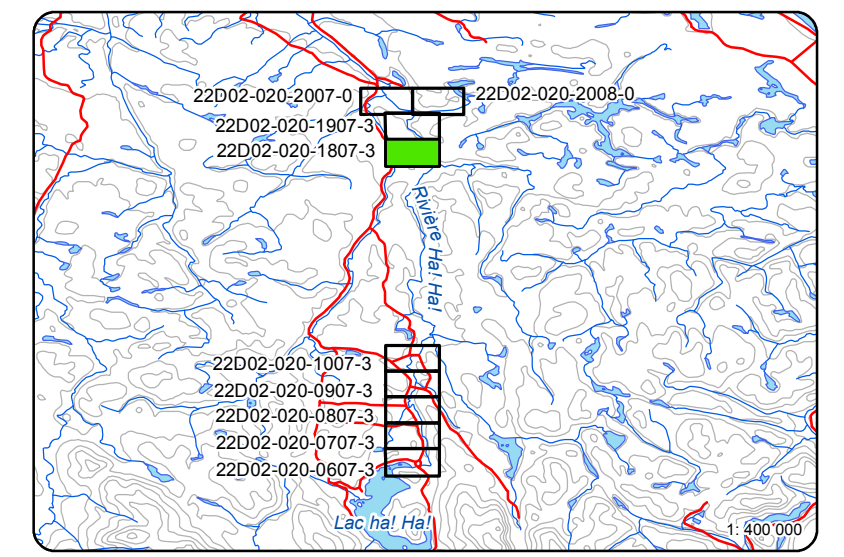 22D02-020-2007-0
22D02-020-2008-0
22D02-020-1907-3
22D02-020-1807-3
Rivière Ha! Ha!
22D02-020-1007-3
22D02-020-0907-3
22D02-020-0807-3
22D02-020-0707-3
22D02-020-0607-3
Lac ha! Ha!
1: 400 000